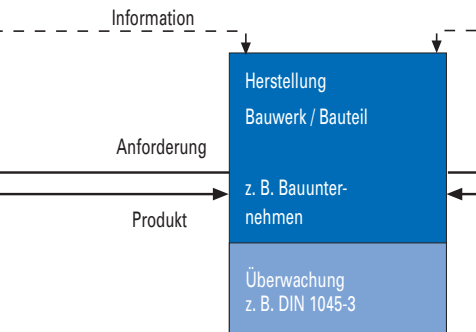 Information
Herstellung
Bauwerk / Bauteil
Anforderung
z. B. Bauunter-
nehmen
Produkt
Überwachung
z. B. DIN 1045-3